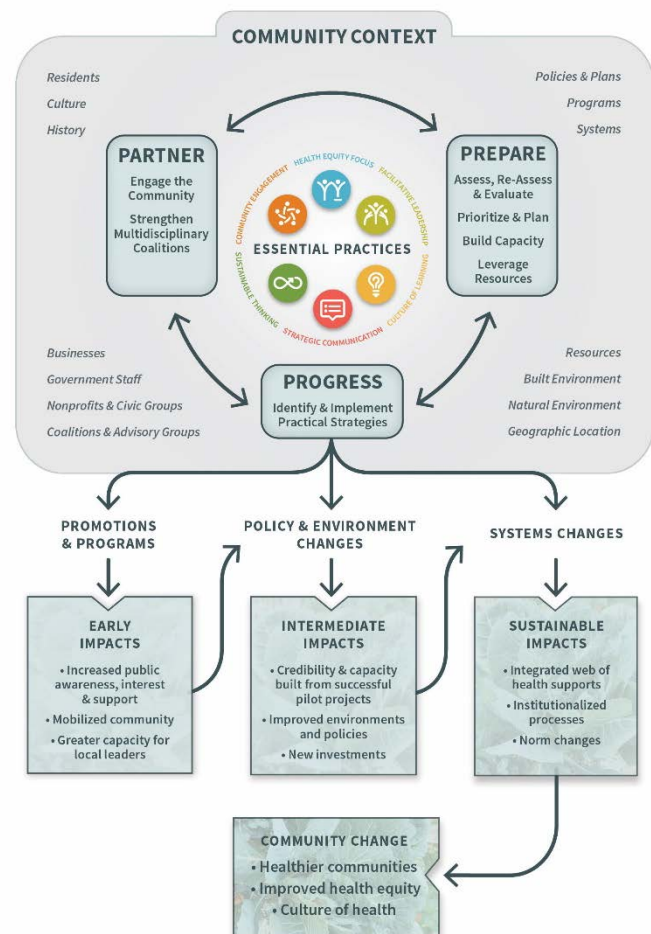 COMMUNITY CONTEXT
Residents
Culture
History
Policies & Plans
Programs
Systems
PARTNER
Engage the
Community
Strengthen
Multidisciplinary
Coalitions
HEALTH EQUITY FOCUS
FACILITATIVE LEADERSHIP
CULTURE OF LEARNING
STRATEGIC COMMUNICATION
SUSTAINABLE THINKING
COMMUNITY ENGAGEMENT
ESSENTIAL PRACTICES
PREPARE
Assess, Re-Assess
& Evaluate
Prioritize & Plan
Build Capacity
Leverage
Resources
Businesses
Government Staff
Nonprofits & Civic Groups
Coalitions & Advisory Groups
PROGRESS
Identify & Implement
Practical Strategies
Resources
Built Environment
Natural Environment
Geographic Location
PROMOTIONS
& PROGRAMS
POLICY & ENVIRONMENT
CHANGES
SYSTEMS CHANGES
EARLY
IMPACTS
• Increased public
awareness, interest
& support
• Mobilized community
• Greater capacity for
local leaders
INTERMEDIATE
IMPACTS
• Credibility & capacity
built from successful
pilot projects
• Improved environments
and policies
• New investments
SUSTAINABLE
IMPACTS
• Integrated web of
health supports
• Institutionalized
processes
• Norm changes
COMMUNITY CHANGE
• Healthier communities
• Improved health equity
• Culture of health